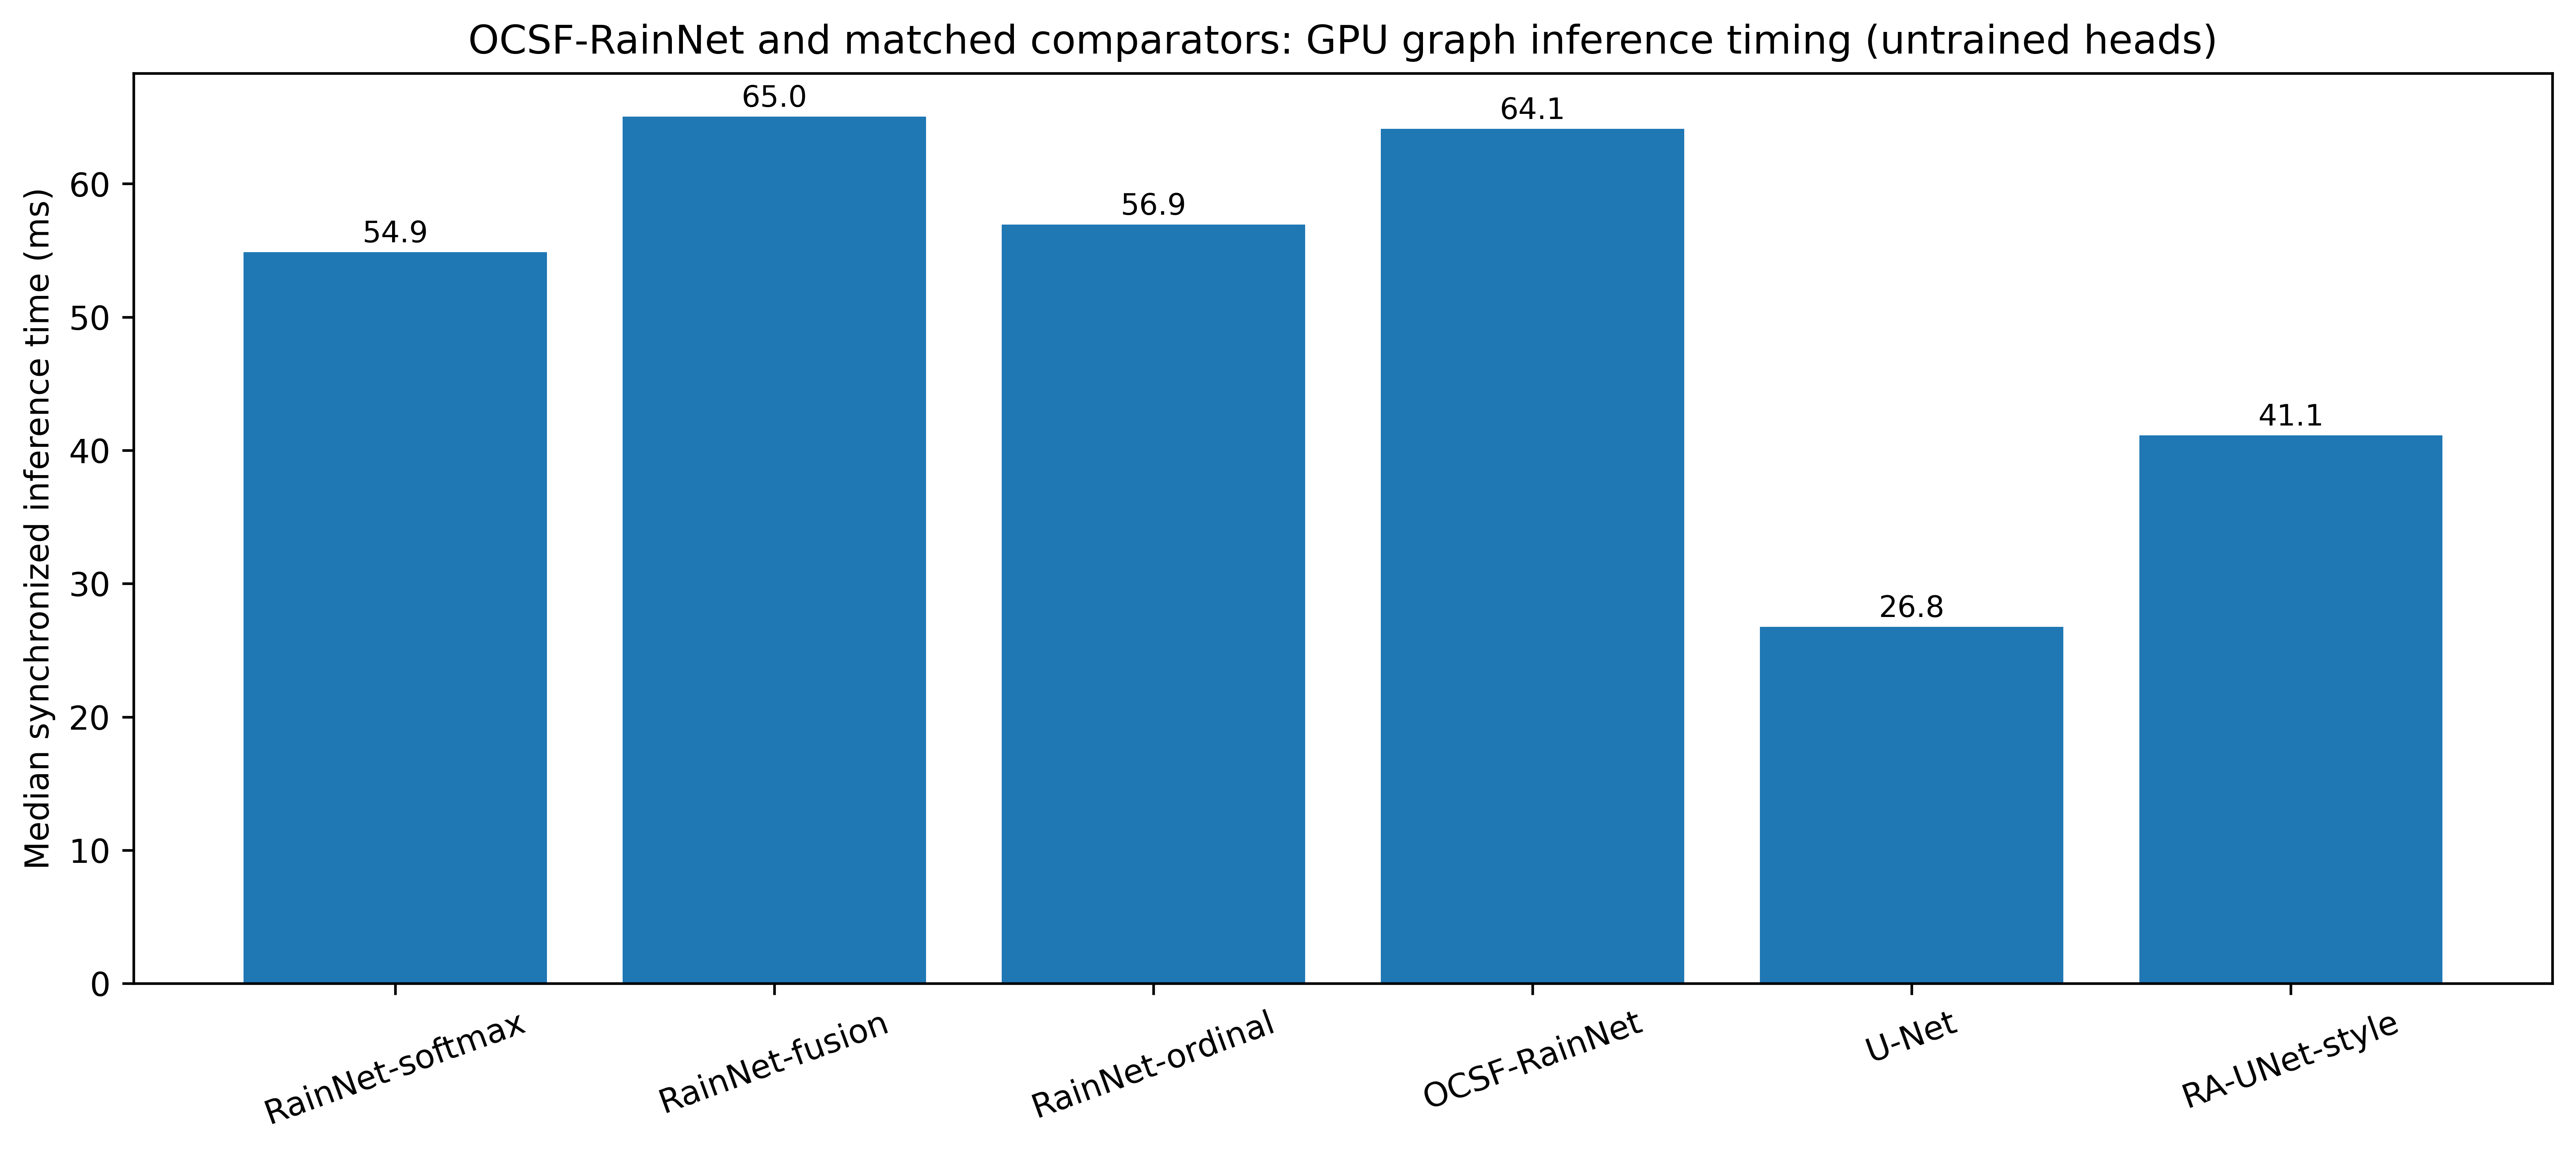 OCSF-RainNet and matched comparators: GPU graph inference timing (untrained heads)
Median synchronized inference time (ms)
60
50
40
30
20
10
0
54.9
65.0
56.9
64.1
26.8
41.1
RainNet-softmax
RainNet-fusion
RainNet-ordinal
OCSF-RainNet
U-Net
RA-UNet-style